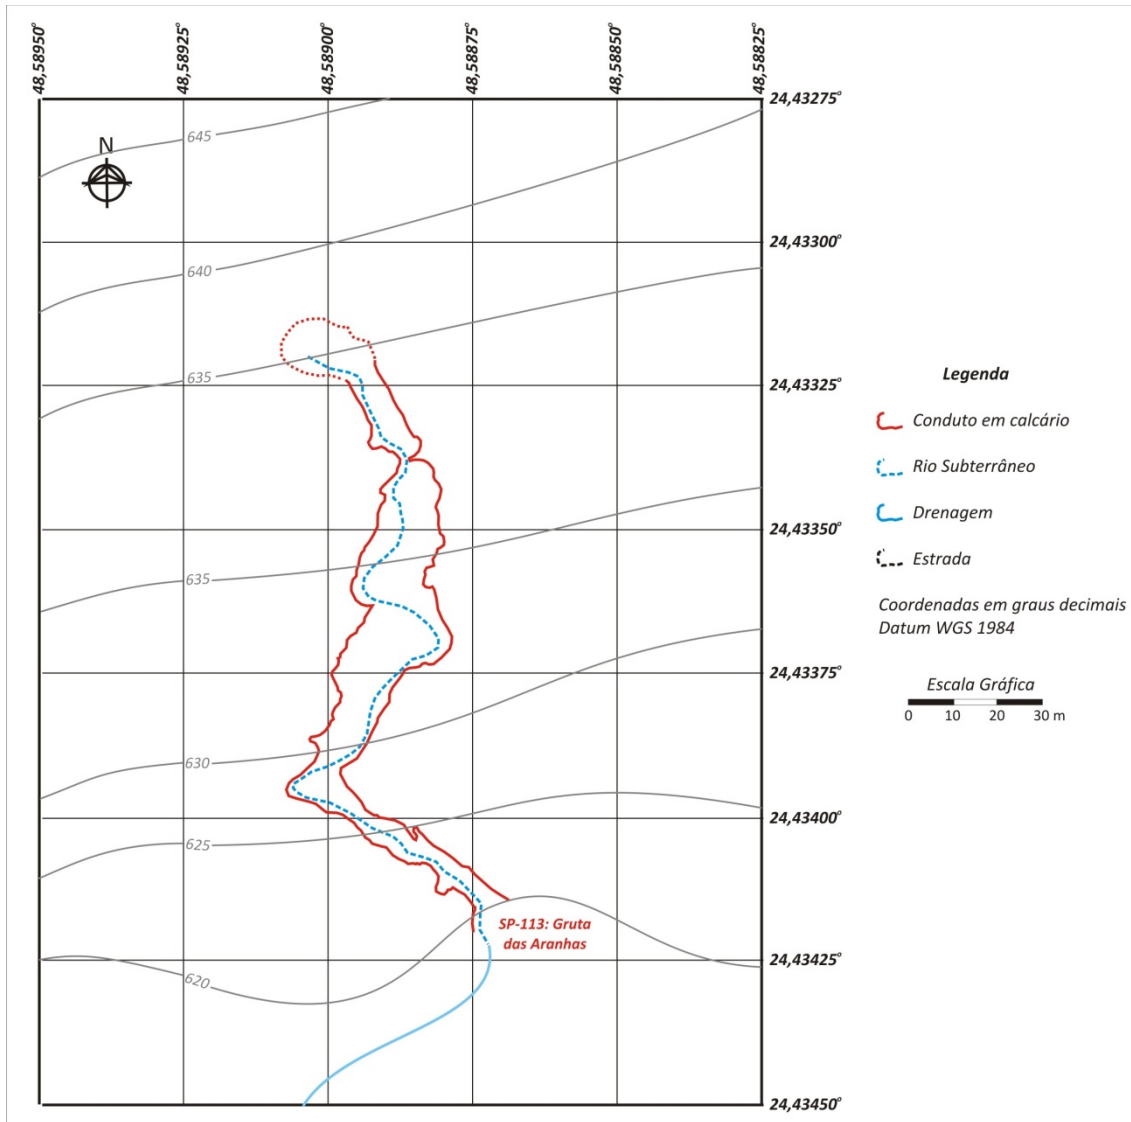 48,58950°
48,58925°
48,58900°
48,58875°
48,58850°
48,58825°
24,43275°
645
N
24,43300°
640
635
24,43325°
Legenda
Conduto em calcário
Rio Subterrâneo
Drenagem
24,43350°
Estrada
635
Coordenadas em graus decimais
Datum WGS 1984
24,43375°
Escala Gráfica
0 10 20 30 m
630
24,43400°
625
SP-113: Gruta
das Aranhas
24,43425°
620
24,43450°